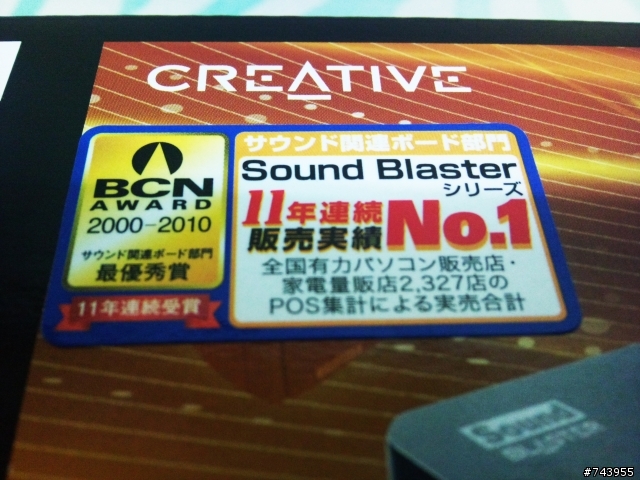 CREATIVE
BCN
AWARD
2000-2010
サウンド関連ボード部門
最優秀賞
11年連続受賞
サウンド関連ボード部門
Sound Blaster
シリーズ
11年連続
販売実績
No.1
全国有力パソコン販売店・
家電量販店2,327店の
POS集計による実売合計
Sound
BLASTER
#743955